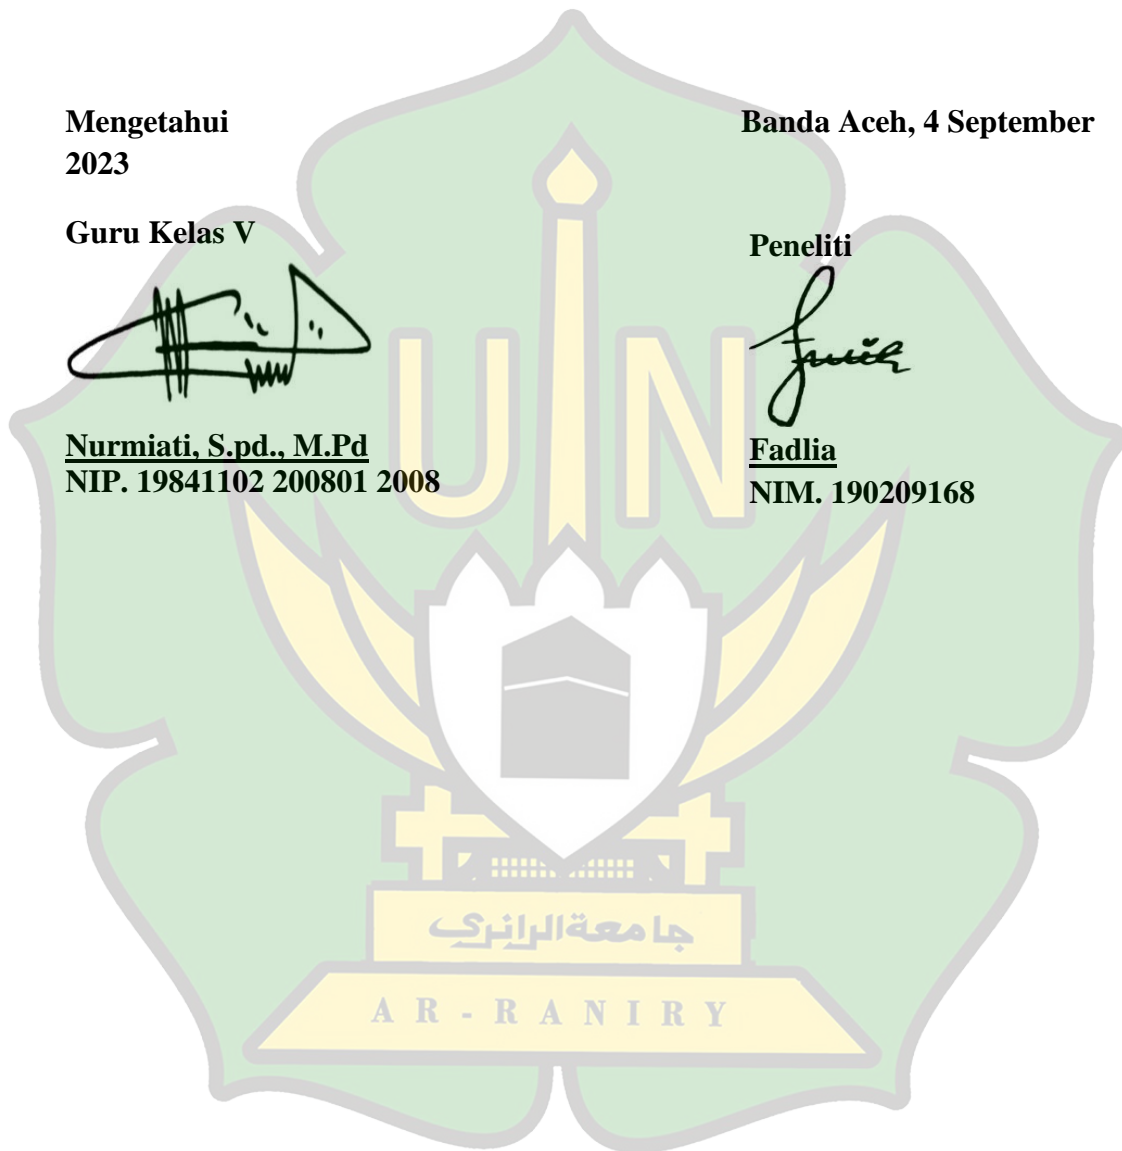 Mengetahui Banda Aceh, 4 September
2023
Guru Kelas V
Peneliti
Nurmiati, S.pd., M.Pd
NIP. 19841102 200801 2008
Fadlia
NIM. 190209168
UIN
جامعة الرانري
AR-RANIRY